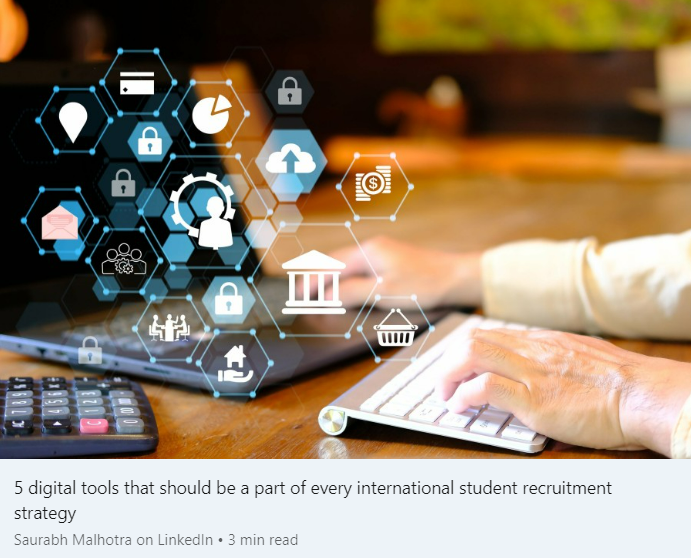 5 digital tools that should be a part of every international student recruitment
strategy
Saurabh Malhotra on LinkedIn • 3 min read